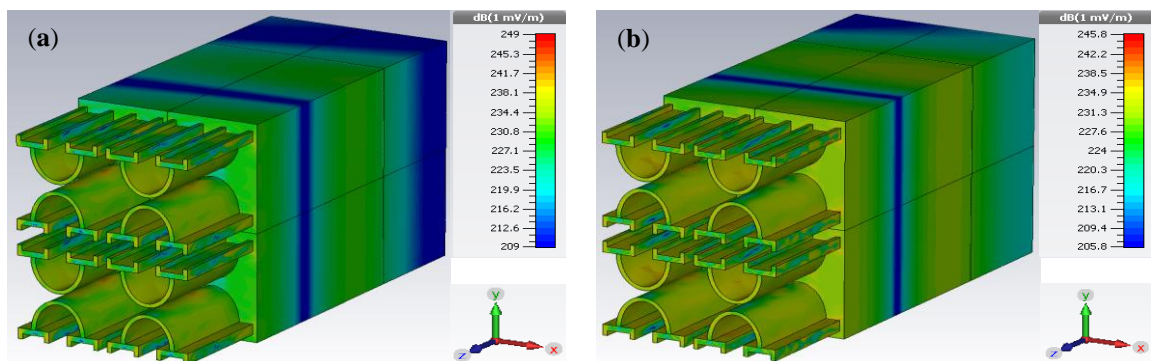 (a)
dB(1 mV/m)
249
245.3
241.7
238.1
234.4
230.8
227.1
223.5
219.9
216.2
212.6
209
y
z
x
(b)
dB(1 mV/m)
245.8
242.2
238.5
234.9
231.3
227.6
224
220.4
216.7
213.1
209.4
205.8
y
z
x